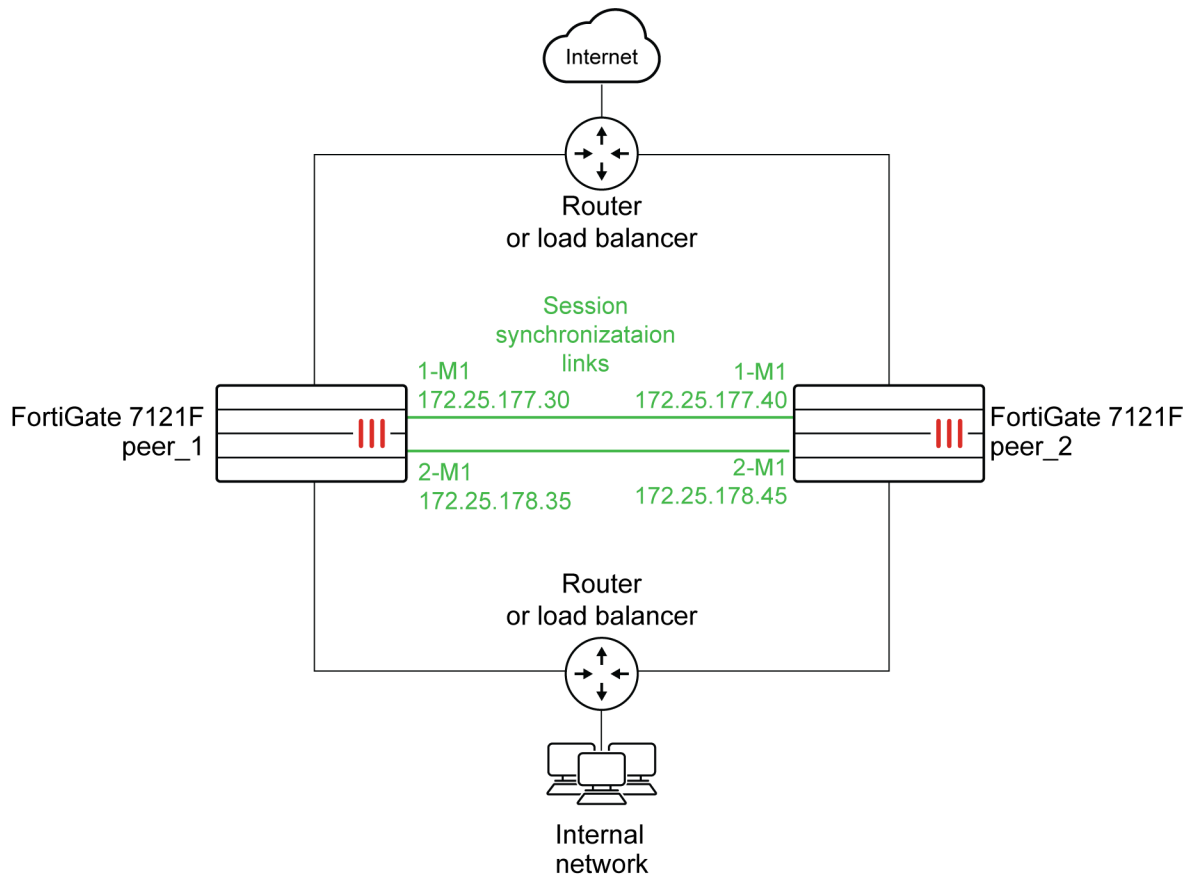 Internet
Router
or load balancer
Session
synchronizataion
links
1-M1
172.25.177.30
1-M1
172.25.177.40
FortiGate 7121F
peer_1
FortiGate 7121F
peer_2
2-M1
172.25.178.35
2-M1
172.25.178.45
Router
or load balancer
Internal
network